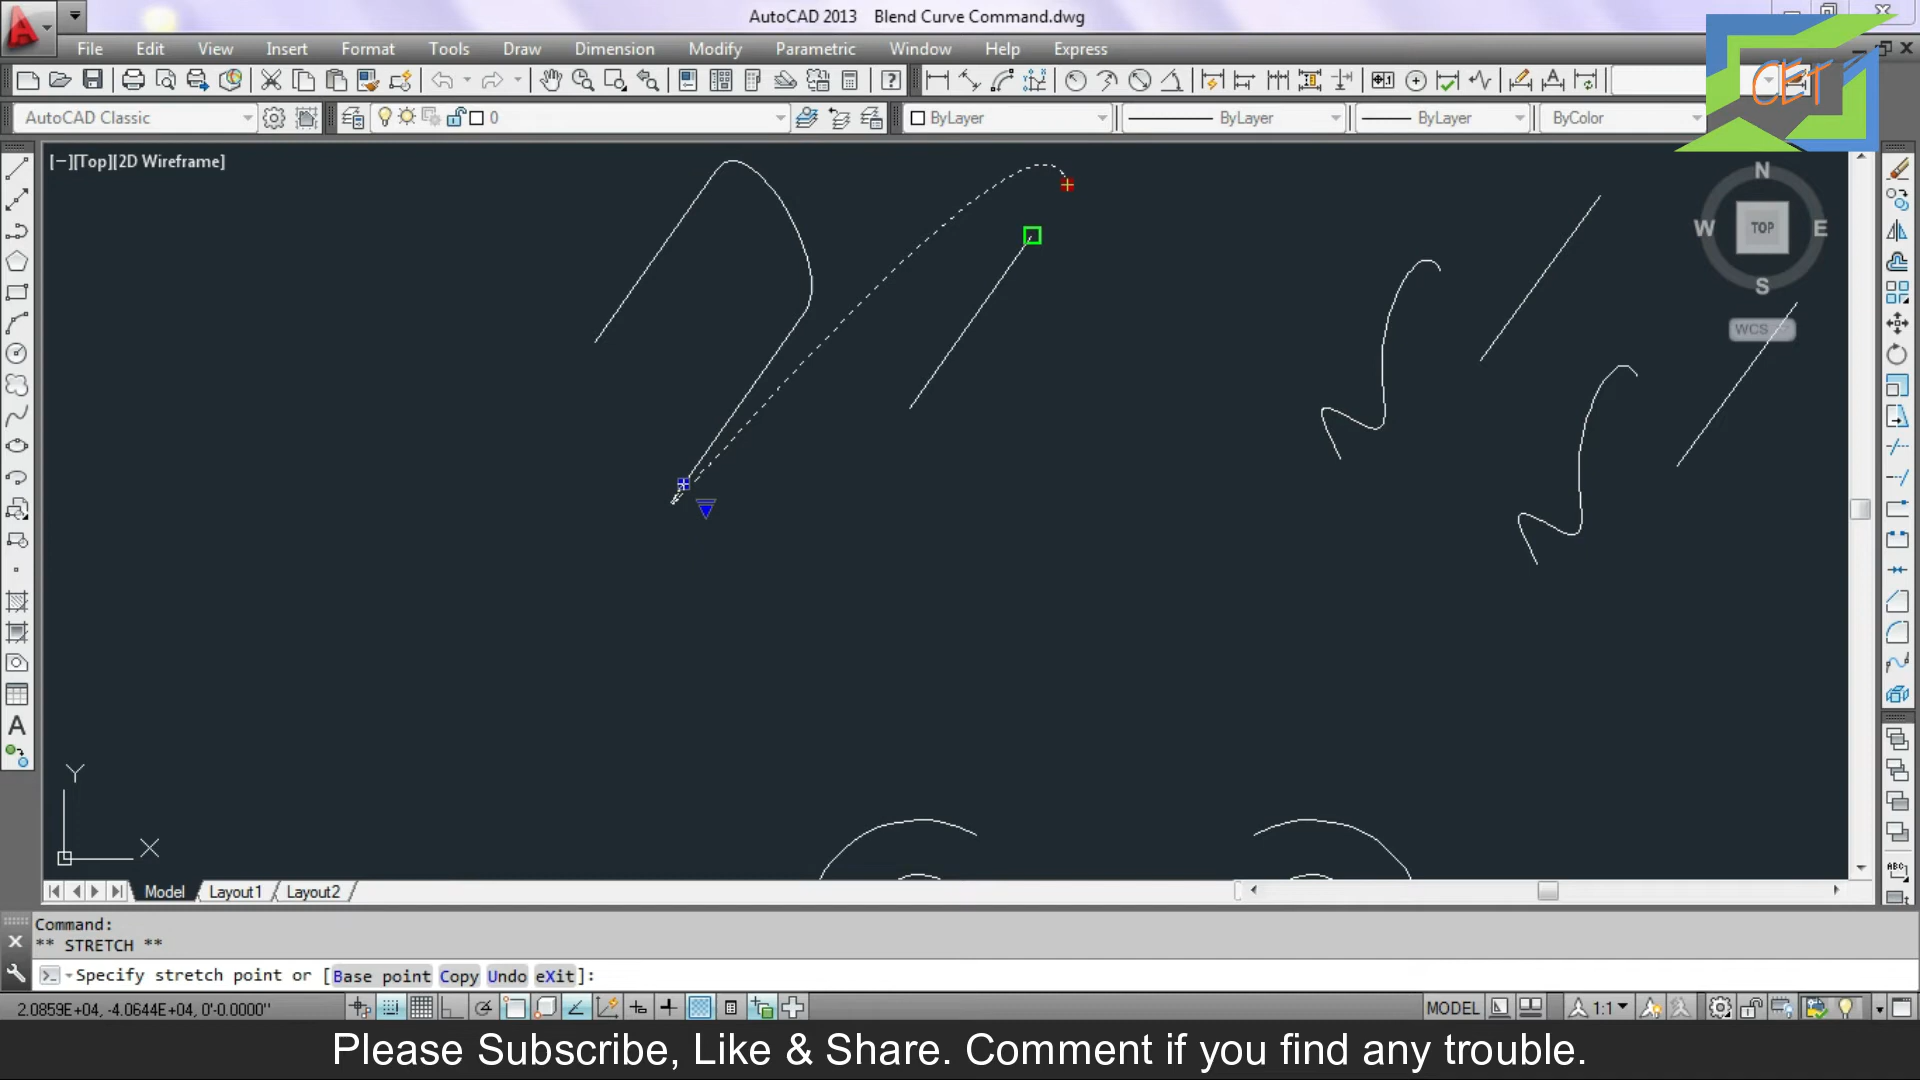 AutoCAD 2013 Blend Curve Command.dwg
File Edit View Insert Format Tools Draw Dimension Modify Parametric Window Help Express
AutoCAD Classic 0 ByLayer ByLayer ByLayer ByColor
CET
[−][Top][2D Wireframe]
N
W TOP E
S
WCS
Y
X
Model Layout1 Layout2
ABC
Command:
** STRETCH **
Specify stretch point or [Base point Copy Undo eXit]:
2.0859E+04, -4.0644E+04, 0'-0.0000" MODEL 1:1
Please Subscribe, Like & Share. Comment if you find any trouble.